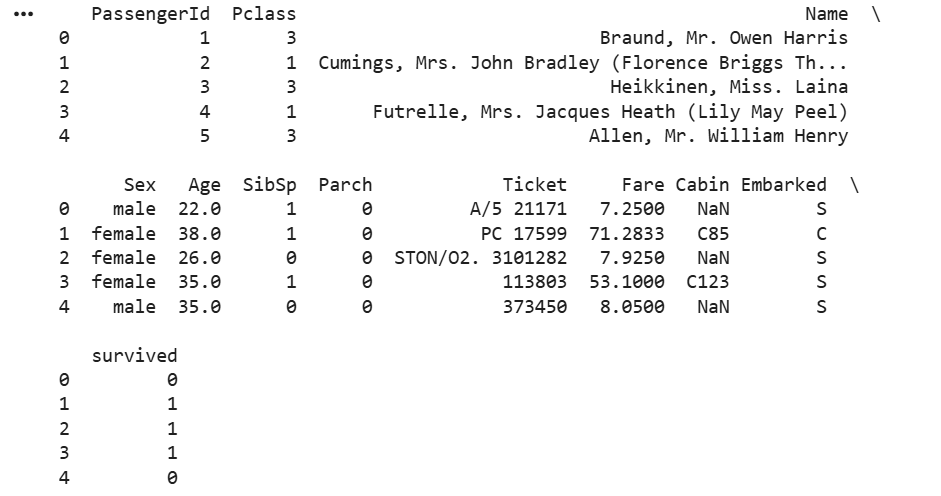 ••• PassengerId Pclass Name \
0 1 3 Braund, Mr. Owen Harris
1 2 1 Cumings, Mrs. John Bradley (Florence Briggs Th...
2 3 3 Heikkinen, Miss. Laina
3 4 1 Futrelle, Mrs. Jacques Heath (Lily May Peel)
4 5 3 Allen, Mr. William Henry
Sex Age SibSp Parch Ticket Fare Cabin Embarked \
0 male 22.0 1 0 A/5 21171 7.2500 NaN S
1 female 38.0 1 0 PC 17599 71.2833 C85 C
2 female 26.0 0 0 STON/O2. 3101282 7.9250 NaN S
3 female 35.0 1 0 113803 53.1000 C123 S
4 male 35.0 0 0 373450 8.0500 NaN S
survived
0 0
1 1
2 1
3 1
4 0